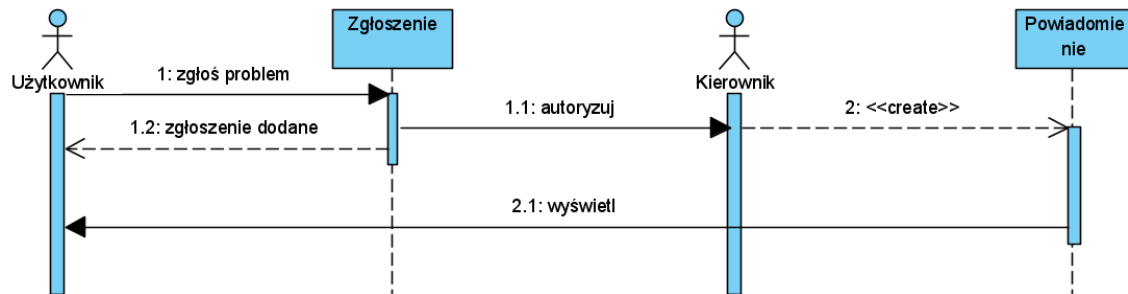 Zgłoszenie
Powiadomie
nie
Użytkownik
Kierownik
1: zgłoś problem
1.1: autoryzuj
2: <<create>>
1.2: zgłoszenie dodane
2.1: wyświetl